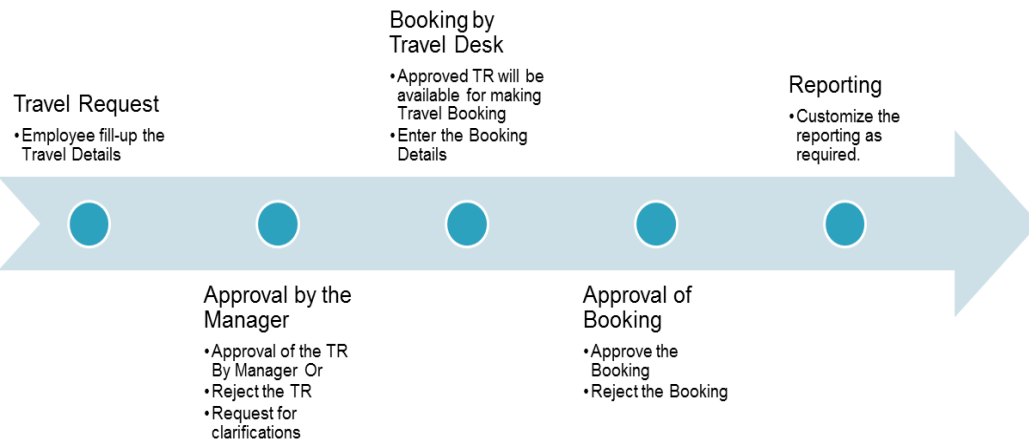 Travel Request
•Employee fill-up the
Travel Details
Approval by the
Manager
•Approval of the TR
By Manager Or
•Reject the TR
•Request for
clarifications
Booking by
Travel Desk
•Approved TR will be
available for making
Travel Booking
•Enter the Booking
Details
Approval of
Booking
•Approve the
Booking
•Reject the Booking
Reporting
•Customize the
reporting as
required.